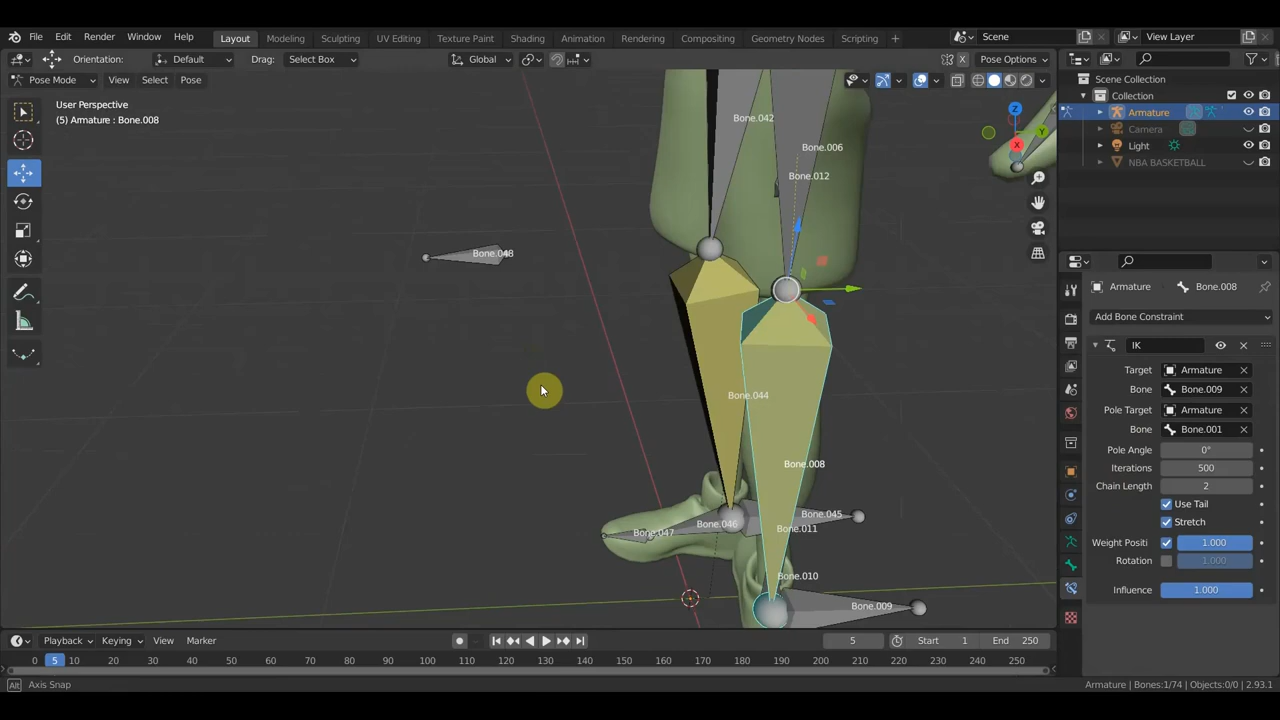 File Edit Render Window Help Layout Modeling Sculpting UV Editing Texture Paint Shading Animation Rendering Compositing Geometry Nodes Scripting + Scene View Layer
Orientation: Default Drag: Select Box Global Pose Options
Pose Mode View Select Pose
Scene Collection
Collection
Armature
Camera
Light
NBA BASKETBALL
User Perspective
(5) Armature : Bone.008
Z
Y
X
Bone.042
Bone.006
Bone.012
Bone.048
Bone.044
Bone.008
Bone.045
Bone.046
Bone.011
Bone.047
Bone.010
Bone.009
Armature Bone.008
Add Bone Constraint
IK
Target Armature
Bone Bone.009
Pole Target Armature
Bone Bone.001
Pole Angle 0°
Iterations 500
Chain Length 2
Use Tail
Stretch
Weight Positi 1.000
Rotation 1.000
Influence 1.000
Playback Keying View Marker 5 Start 1 End 250
0 5 10 20 30 40 50 60 70 80 90 100 110 120 130 140 150 160 170 180 190 200 210 220 230 240 250
Alt Axis Snap Armature | Bones:1/74 | Objects:0/0 | 2.93.1